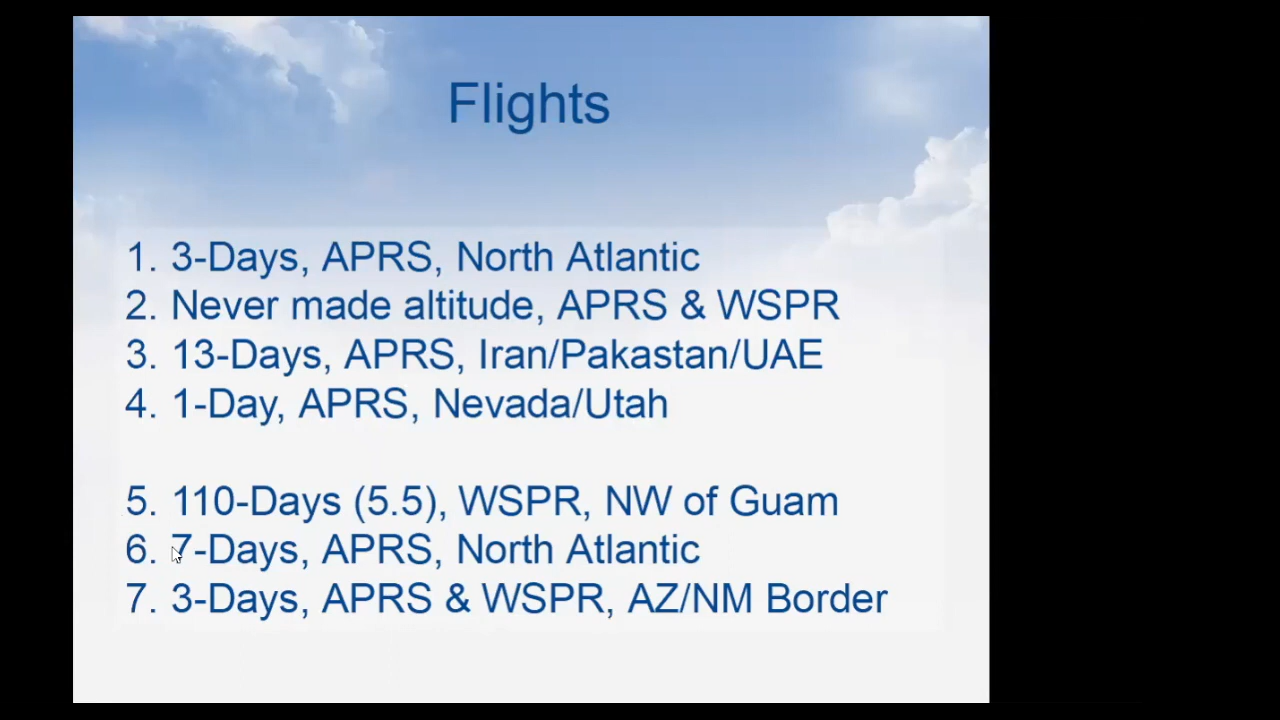 Flights
1. 3-Days, APRS, North Atlantic
2. Never made altitude, APRS & WSPR
3. 13-Days, APRS, Iran/Pakastan/UAE
4. 1-Day, APRS, Nevada/Utah
5. 110-Days (5.5), WSPR, NW of Guam
6. 7-Days, APRS, North Atlantic
7. 3-Days, APRS & WSPR, AZ/NM Border